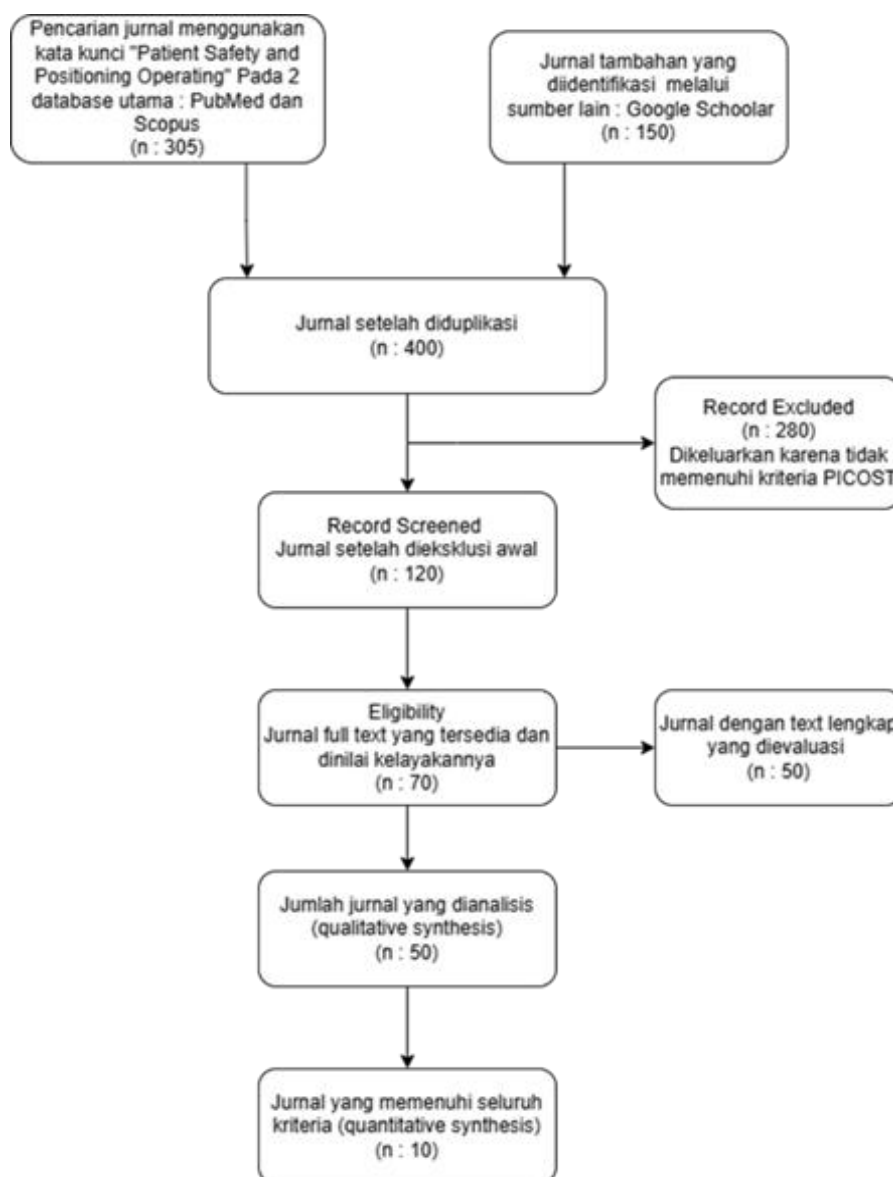 Pencarian jurnal menggunakan
kata kunci "Patient Safety and
Positioning Operating" Pada 2
database utama : PubMed dan
Scopus
(n : 305)
Jurnal tambahan yang
diidentifikasi melalui
sumber lain : Google Schoolar
(n : 150)
Jurnal setelah diduplikasi
(n : 400)
Record Excluded
(n : 280)
Dikeluarkan karena tidak
memenuhi kriteria PICOST
Record Screened
Jurnal setelah dieksklusi awal
(n : 120)
Eligibility
Jurnal full text yang tersedia dan
dinilai kelayakannya
(n : 70)
Jurnal dengan text lengkap
yang dievaluasi
(n : 50)
Jumlah jurnal yang dianalisis
(qualitative synthesis)
(n : 50)
Jurnal yang memenuhi seluruh
kriteria (quantitative synthesis)
(n : 10)